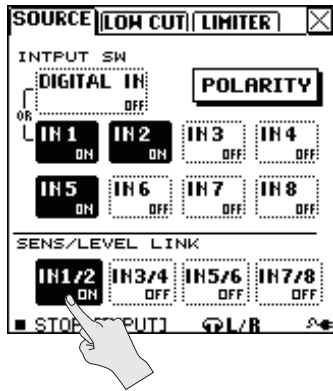 SOURCE LOW CUT LIMITER
INTPUT SW
DIGITAL IN OFF
POLARITY
OR
IN 1 ON IN 2 ON IN 3 OFF IN 4 OFF
IN 5 ON IN 6 OFF IN 7 OFF IN 8 OFF
SENS/LEVEL LINK
IN1/2 ON IN3/4 OFF IN5/6 OFF IN7/8 OFF
STOP L/R